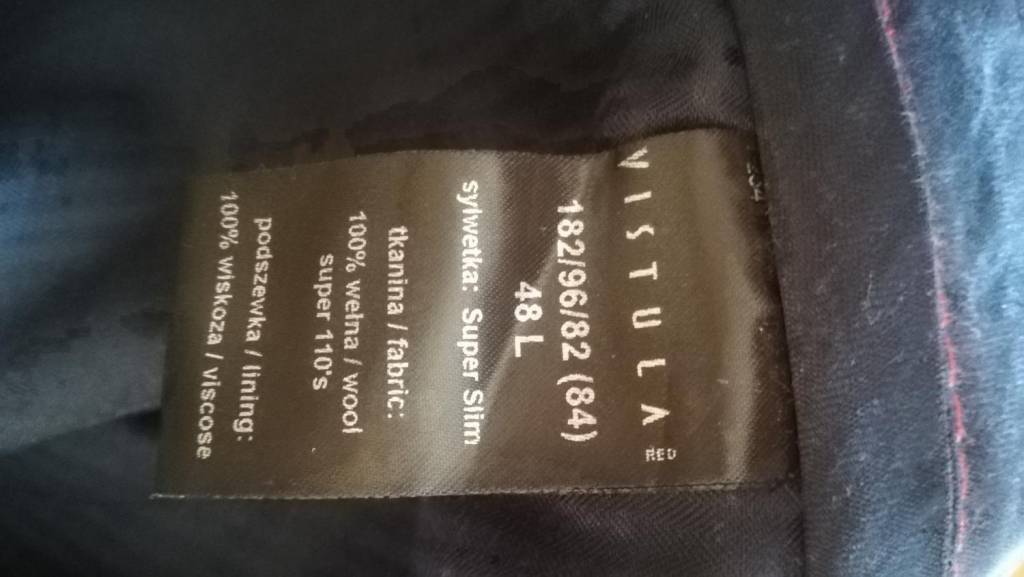 VISTULA
RED
182/96/82 (84)
48 L
sylwetka: Super Slim
tkanina / fabric:
100% wełna / wool
super 110's
podszewka / lining:
100% wiskoza / viscose